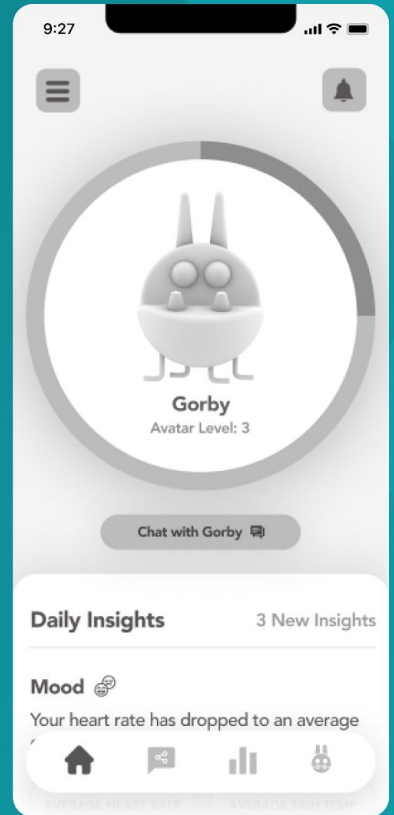 9:27
Gorby
Avatar Level: 3
Chat with Gorby
Daily Insights
3 New Insights
Mood
Your heart rate has dropped to an average
AVERAGE HEART RATE
AVERAGE SKIN TEMP